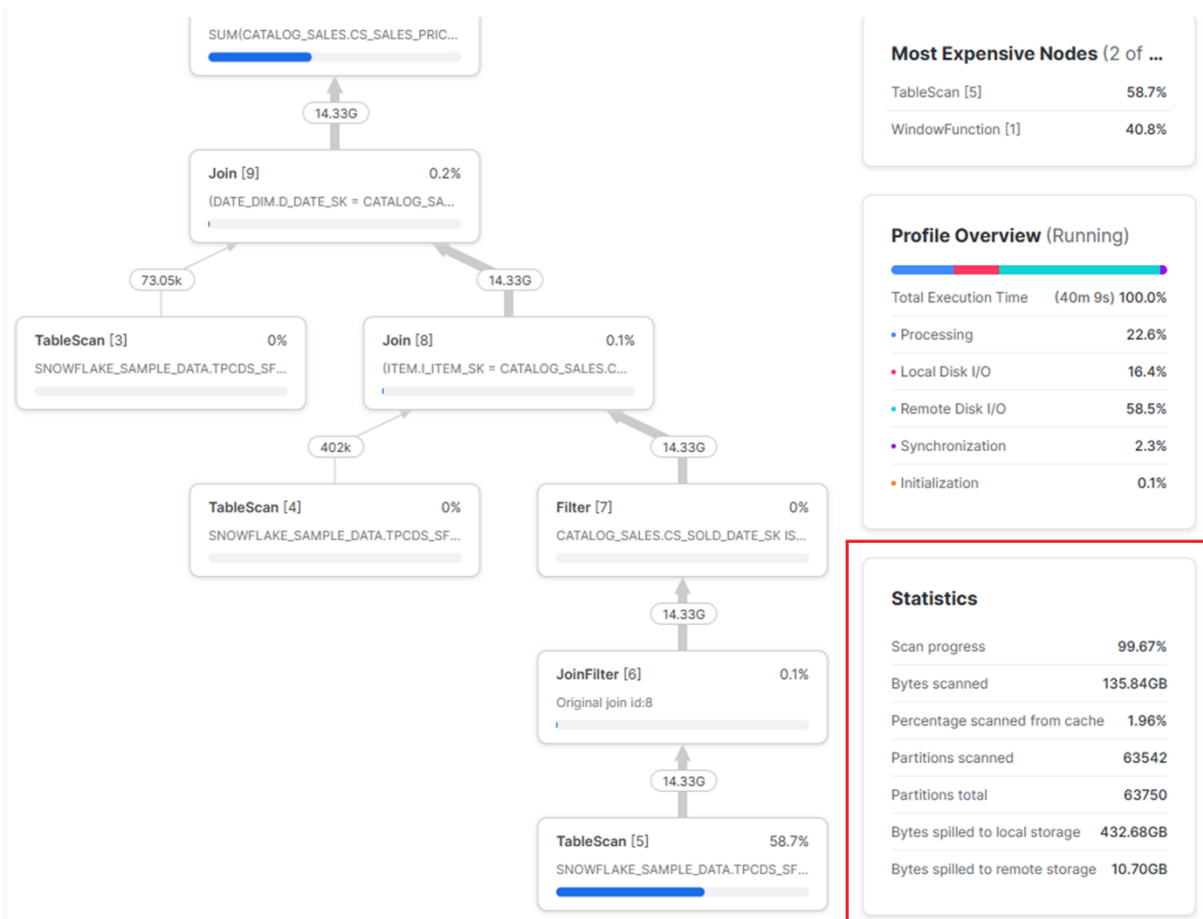 SUM(CATALOG_SALES.CS_SALES_PRIC...
14.33G
Join [9] 0.2%
(DATE_DIM.D_DATE_SK = CATALOG_SA...
73.05k
14.33G
TableScan [3] 0%
SNOWFLAKE_SAMPLE_DATA.TPCDS_SF...
Join [8] 0.1%
(ITEM.I_ITEM_SK = CATALOG_SALES.C...
402k
14.33G
TableScan [4] 0%
SNOWFLAKE_SAMPLE_DATA.TPCDS_SF...
Filter [7] 0%
CATALOG_SALES.CS_SOLD_DATE_SK IS...
14.33G
JoinFilter [6] 0.1%
Original join id:8
14.33G
TableScan [5] 58.7%
SNOWFLAKE_SAMPLE_DATA.TPCDS_SF...
Most Expensive Nodes (2 of ...
TableScan [5] 58.7%
WindowFunction [1] 40.8%
Profile Overview (Running)
Total Execution Time (40m 9s) 100.0%
Processing 22.6%
Local Disk I/O 16.4%
Remote Disk I/O 58.5%
Synchronization 2.3%
Initialization 0.1%
Statistics
Scan progress 99.67%
Bytes scanned 135.84GB
Percentage scanned from cache 1.96%
Partitions scanned 63542
Partitions total 63750
Bytes spilled to local storage 432.68GB
Bytes spilled to remote storage 10.70GB